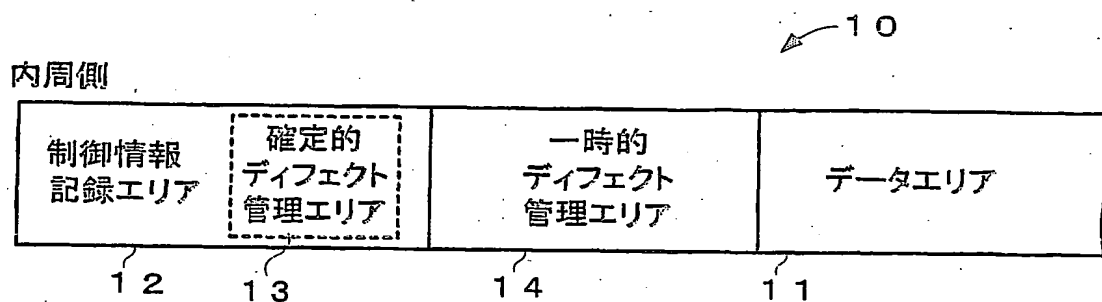 10
内周側
制御情報
記録エリア
確定的
ディフェクト
管理エリア
一時的
ディフェクト
管理エリア
データエリア
12
13
14
11